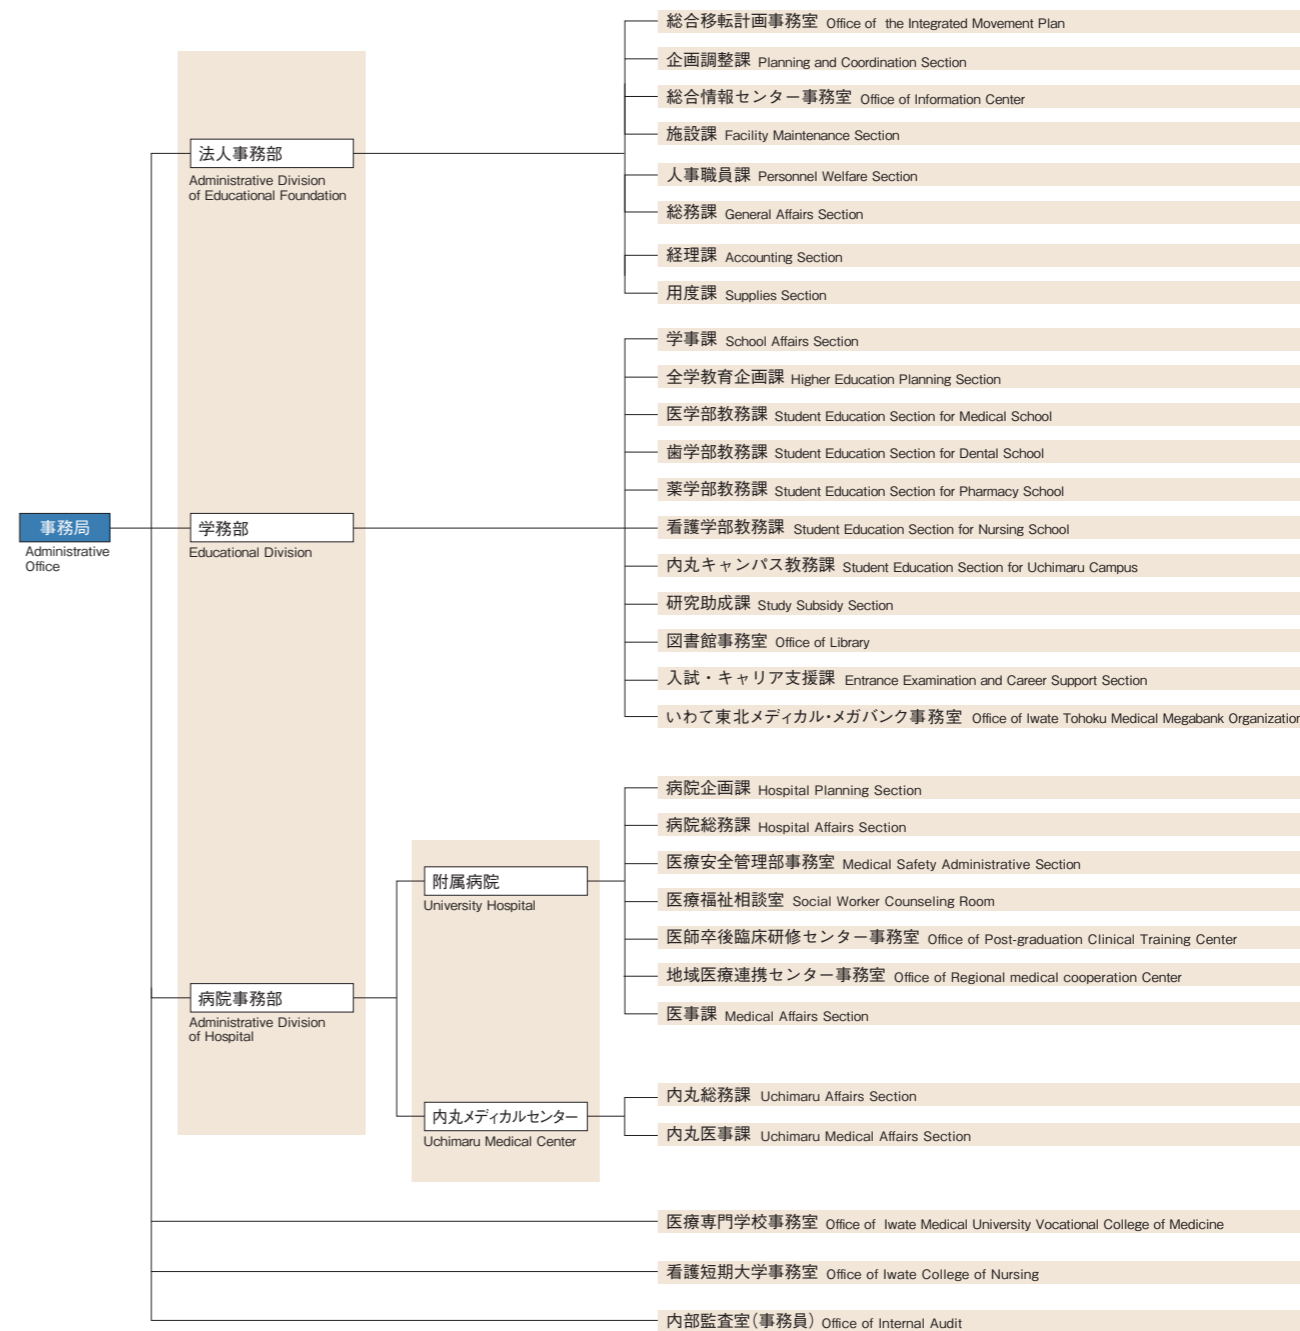 事務局
Administrative
Office
法人事務部
Administrative Division
of Educational Foundation
総合移転計画事務室 Office of the Integrated Movement Plan
企画調整課 Planning and Coordination Section
総合情報センター事務室 Office of Information Center
施設課 Facility Maintenance Section
人事職員課 Personnel Welfare Section
総務課 General Affairs Section
経理課 Accounting Section
用度課 Supplies Section
学務部
Educational Division
学事課 School Affairs Section
全学教育企画課 Higher Education Planning Section
医学部教務課 Student Education Section for Medical School
歯学部教務課 Student Education Section for Dental School
薬学部教務課 Student Education Section for Pharmacy School
看護学部教務課 Student Education Section for Nursing School
内丸キャンパス教務課 Student Education Section for Uchimaru Campus
研究助成課 Study Subsidy Section
図書館事務室 Office of Library
入試・キャリア支援課 Entrance Examination and Career Support Section
いわて東北メディカル・メガバンク事務室 Office of Iwate Tohoku Medical Megabank Organization
病院事務部
Administrative Division
of Hospital
附属病院
University Hospital
病院企画課 Hospital Planning Section
病院総務課 Hospital Affairs Section
医療安全管理部事務室 Medical Safety Administrative Section
医療福祉相談室 Social Worker Counseling Room
医師卒後臨床研修センター事務室 Office of Post-graduation Clinical Training Center
地域医療連携センター事務室 Office of Regional medical cooperation Center
医事課 Medical Affairs Section
内丸メディカルセンター
Uchimaru Medical Center
内丸総務課 Uchimaru Affairs Section
内丸医事課 Uchimaru Medical Affairs Section
医療専門学校事務室 Office of Iwate Medical University Vocational College of Medicine
看護短期大学事務室 Office of Iwate College of Nursing
内部監査室(事務員) Office of Internal Audit